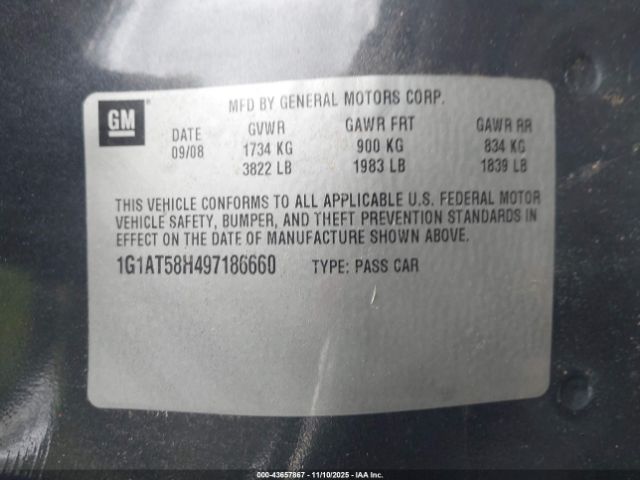 GM
MFD BY GENERAL MOTORS CORP.
DATE GVWR GAWR FRT GAWR RR
09/08 1734 KG 900 KG 834 KG
3822 LB 1983 LB 1839 LB
THIS VEHICLE CONFORMS TO ALL APPLICABLE U.S. FEDERAL MOTOR
VEHICLE SAFETY, BUMPER, AND THEFT PREVENTION STANDARDS IN
EFFECT ON THE DATE OF MANUFACTURE SHOWN ABOVE.
1G1AT58H497186660 TYPE: PASS CAR
000-43657867 - 11/10/2025 - IAA Inc.